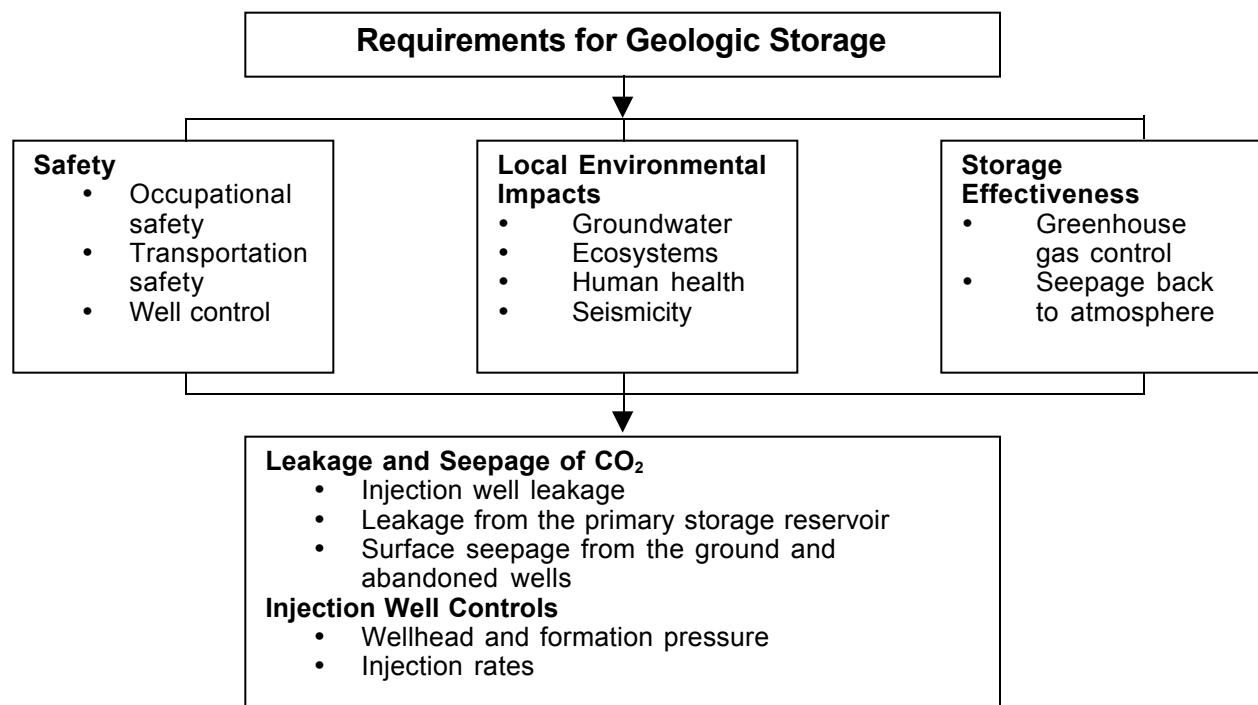 Requirements for Geologic Storage
Safety
• Occupational
safety
• Transportation
safety
• Well control
Local Environmental
Impacts
• Groundwater
• Ecosystems
• Human health
• Seismicity
Storage
Effectiveness
• Greenhouse
gas control
• Seepage back
to atmosphere
Leakage and Seepage of CO₂
• Injection well leakage
• Leakage from the primary storage reservoir
• Surface seepage from the ground and
abandoned wells
Injection Well Controls
• Wellhead and formation pressure
• Injection rates